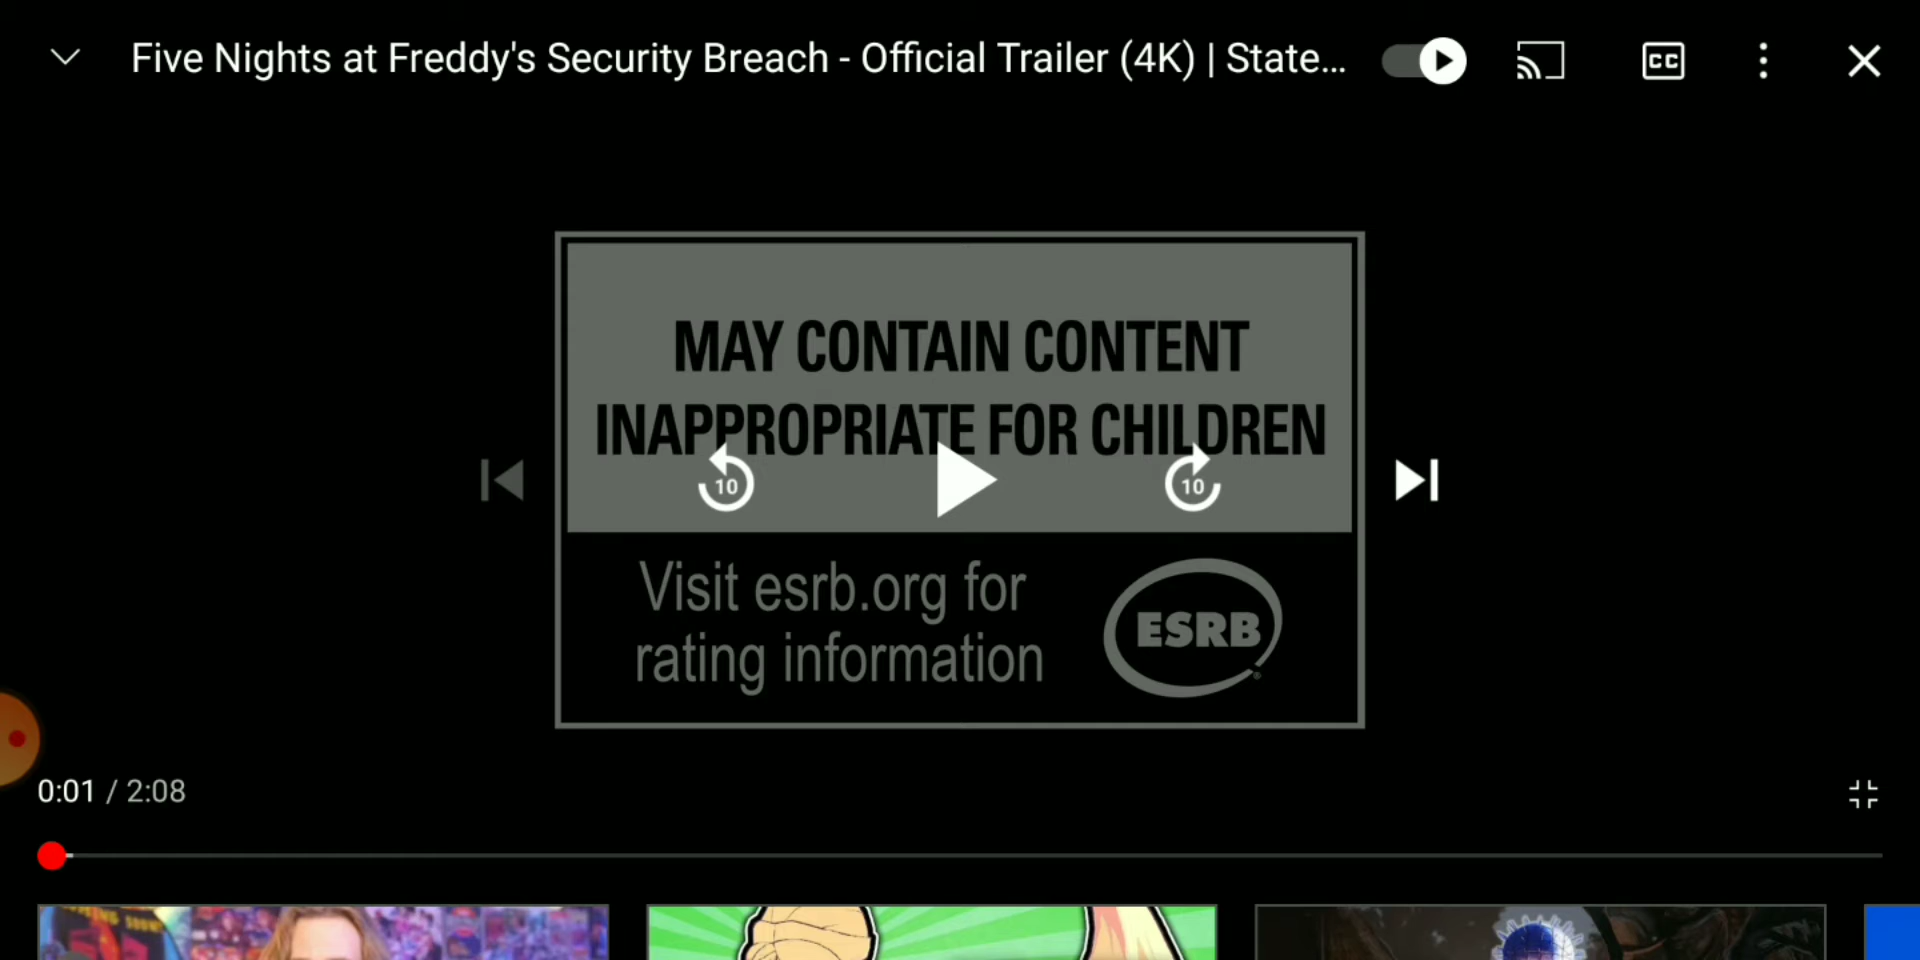 Five Nights at Freddy's Security Breach - Official Trailer (4K) | State...
CC
MAY CONTAIN CONTENT
INAPPROPRIATE FOR CHILDREN
10
10
Visit esrb.org for
rating information
ESRB
0:01 / 2:08